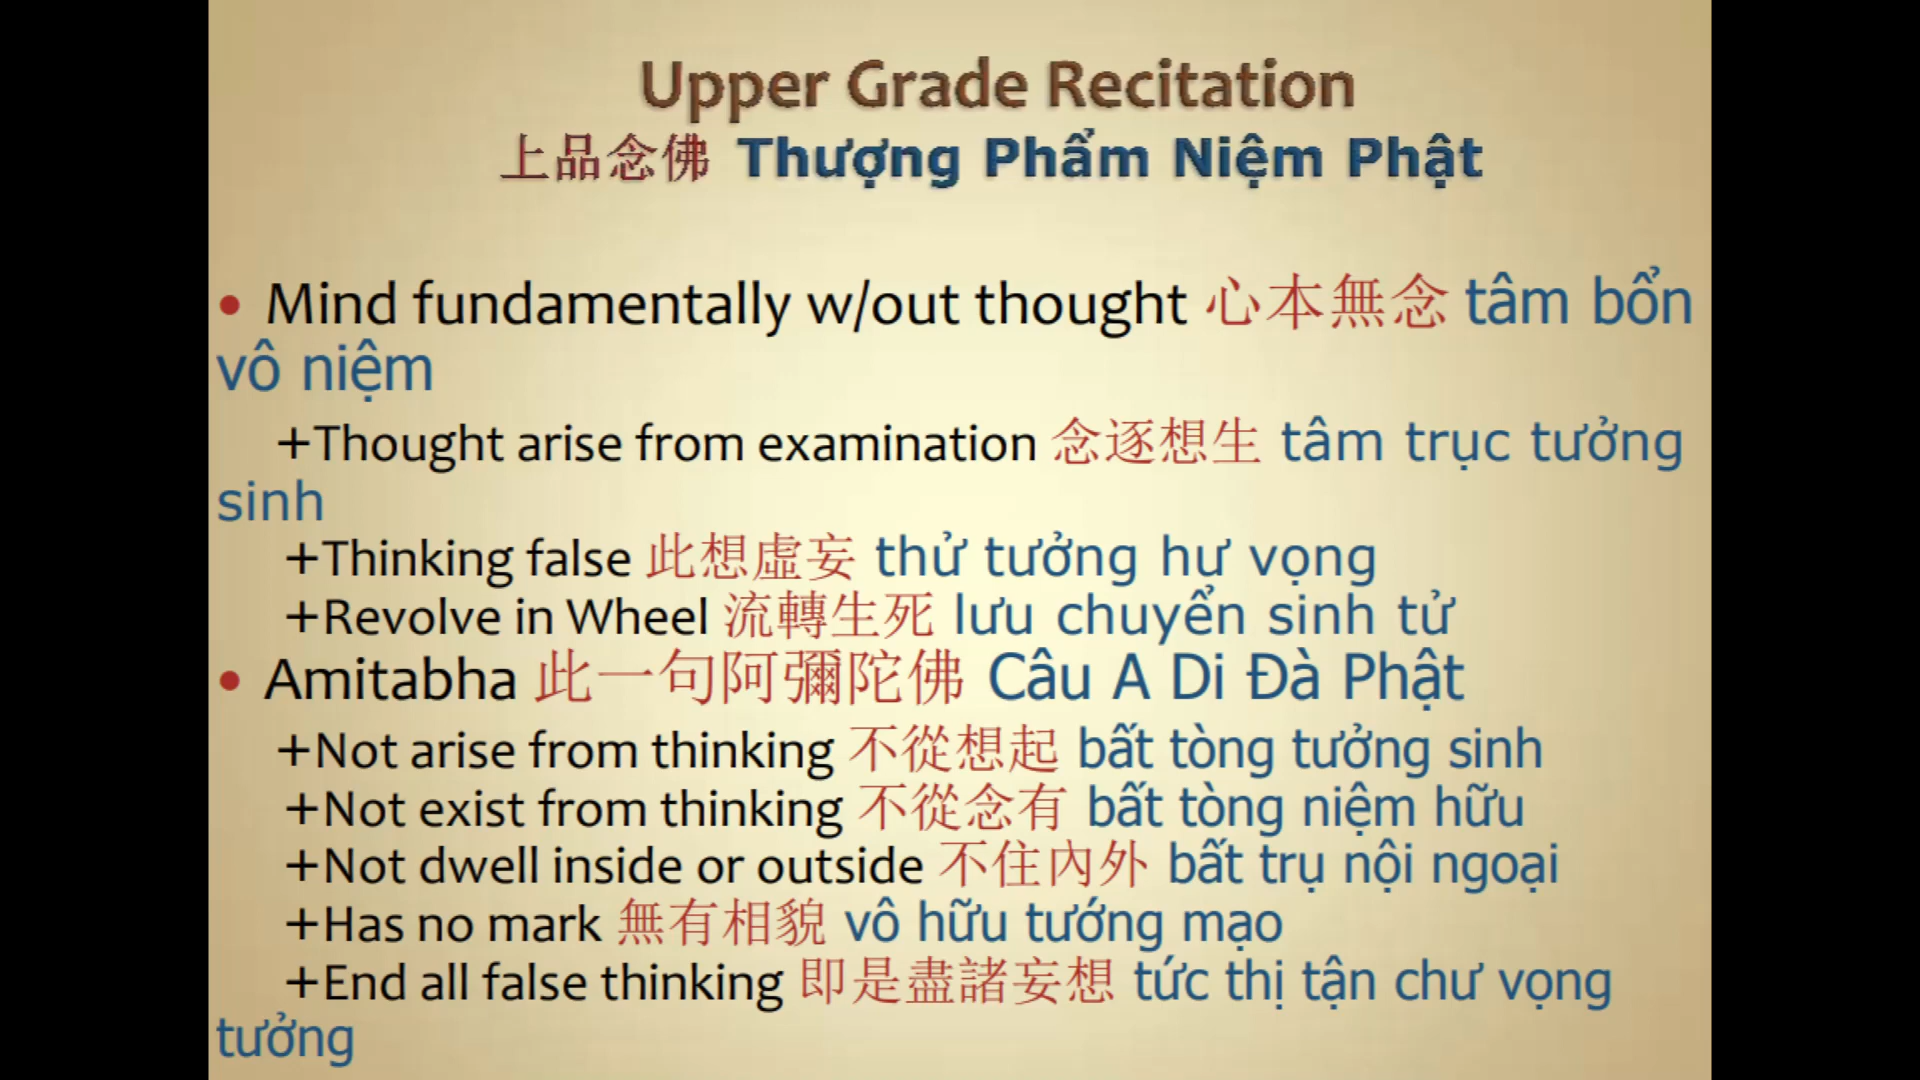 Upper Grade Recitation
上品念佛 Thượng Phẩm Niệm Phật
• Mind fundamentally w/out thought 心本無念 tâm bổn
vô niệm
+Thought arise from examination 念逐想生 tâm trục tưởng
sinh
+Thinking false 此想虛妄 thử tưởng hư vọng
+Revolve in Wheel 流轉生死 lưu chuyển sinh tử
• Amitabha 此一句阿彌陀佛 Câu A Di Đà Phật
+Not arise from thinking 不從想起 bất tòng tưởng sinh
+Not exist from thinking 不從念有 bất tòng niệm hữu
+Not dwell inside or outside 不住內外 bất trụ nội ngoại
+Has no mark 無有相貌 vô hữu tướng mạo
+End all false thinking 即是盡諸妄想 tức thị tận chư vọng
tưởng